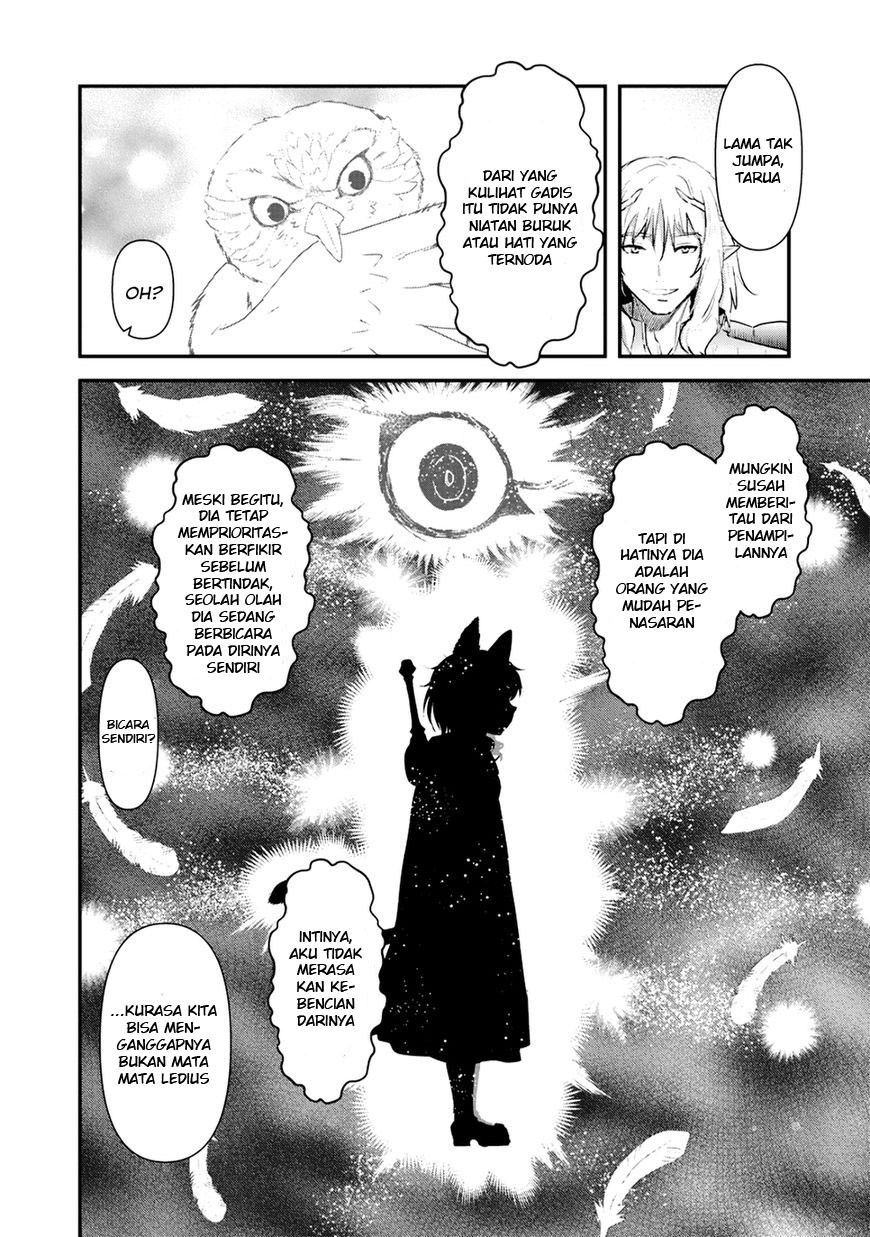 LAMA TAK
JUMPA,
TARUA
DARI YANG
KULIHAT GADIS
ITU TIDAK PUNYA
NIATAN BURUK
ATAU HATI YANG
TERNODA
OH?
MUNGKIN
SUSAH
MEMBERI-
TAU DARI
PENAMPI-
LANNYA
TAPI DI
HATINYA DIA
ADALAH
ORANG YANG
MUDAH PE-
NASARAN
MESKI BEGITU,
DIA TETAP
MEMPRIORITAS-
KAN BERFIKIR
SEBELUM
BERTINDAK,
SEOLAH OLAH
DIA SEDANG
BERBICARA
PADA DIRINYA
SENDIRI
BICARA
SENDIRI?
INTINYA,
AKU TIDAK
MERASA
KAN KE-
BENCIAN
DARINYA
...KURASA KITA
BISA MEN-
GANGGAPNYA
BUKAN MATA
MATA LEDIUS